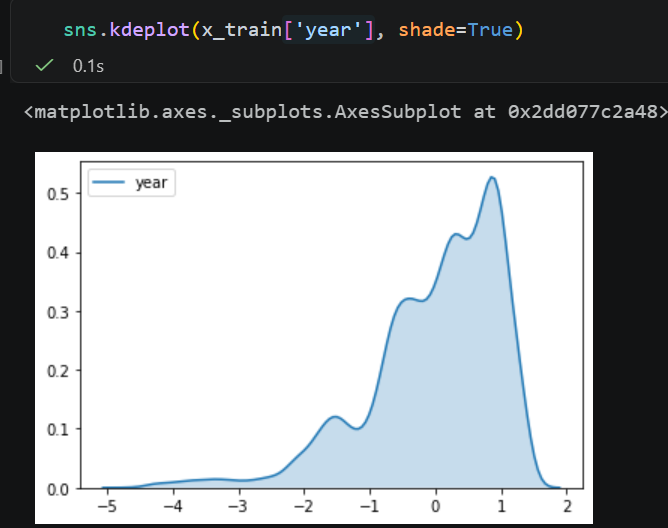 sns.kdeplot(x_train['year'], shade=True)
0.1s
<matplotlib.axes._subplots.AxesSubplot at 0x2dd077c2a48>
year
0.5
0.4
0.3
0.2
0.1
0.0
−5 −4 −3 −2 −1 0 1 2